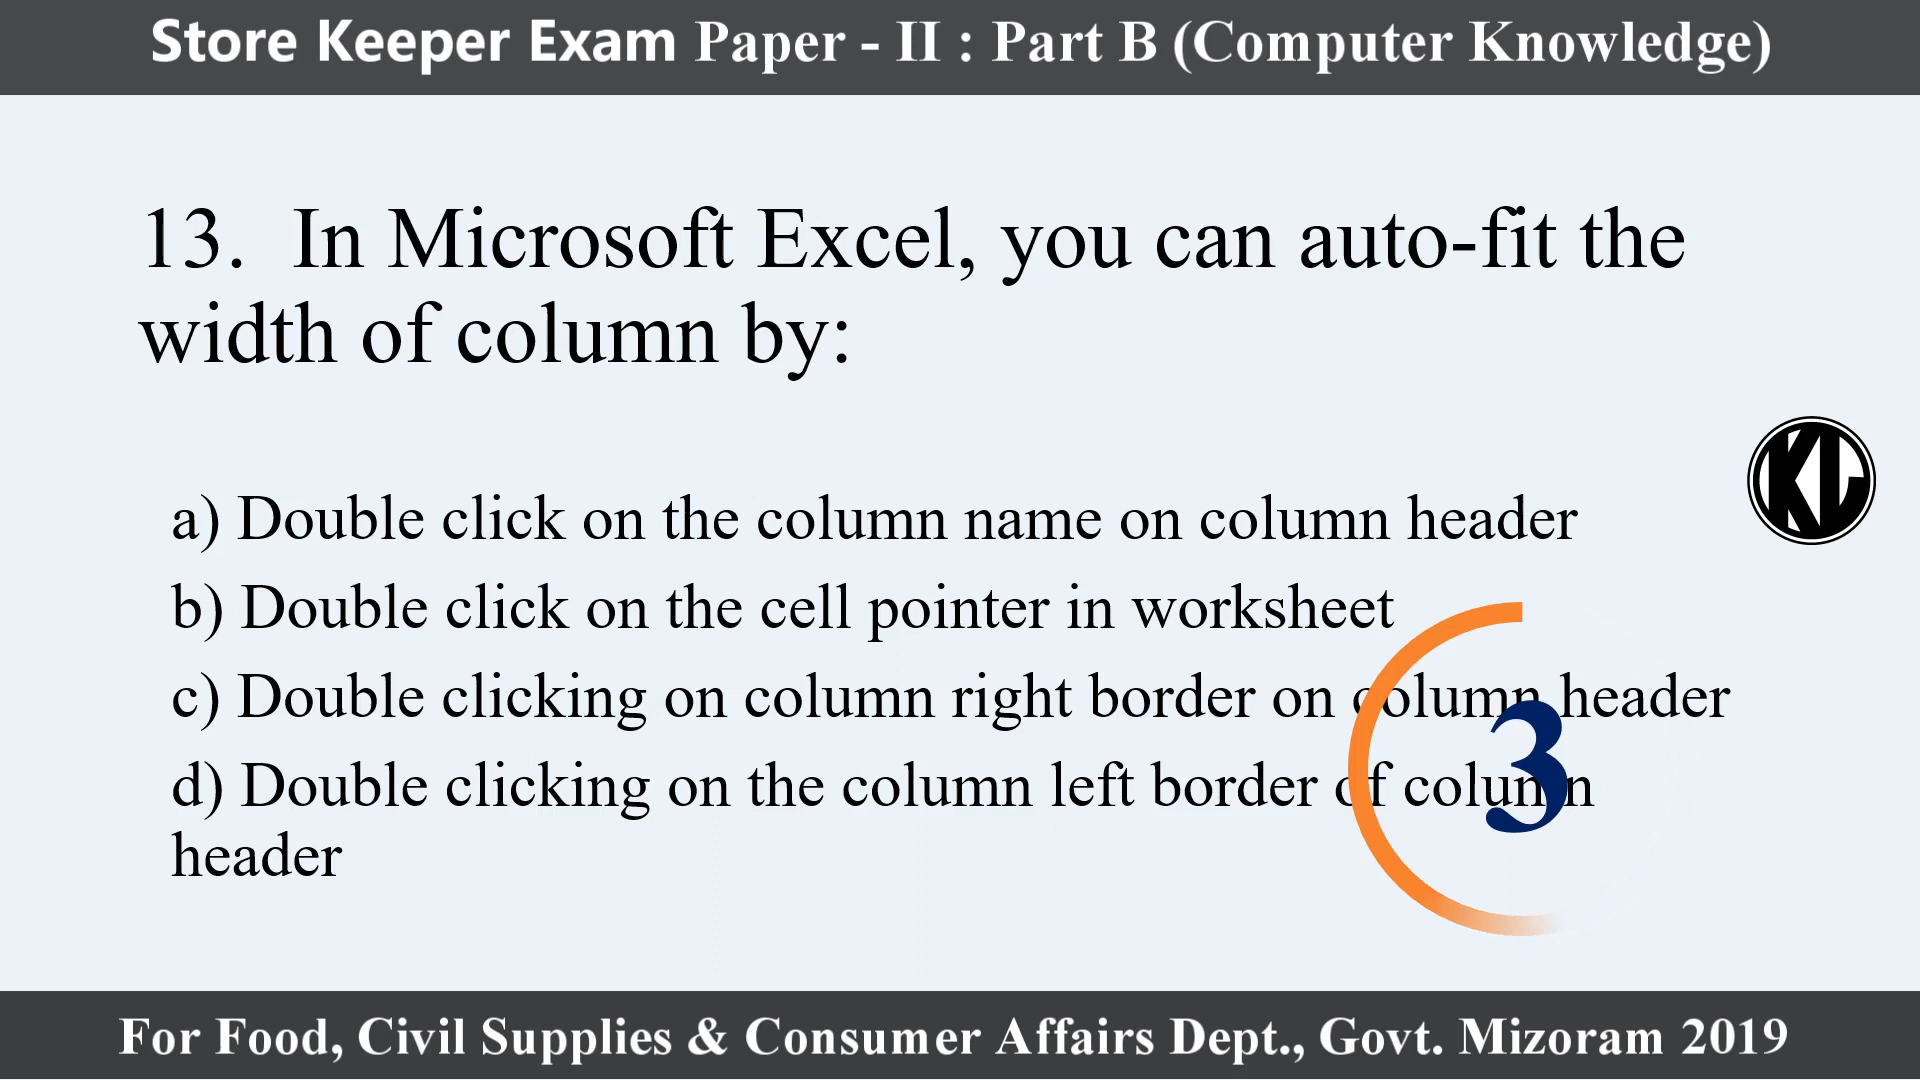 Store Keeper Exam Paper - II : Part B (Computer Knowledge)
13. In Microsoft Excel, you can auto-fit the
width of column by:
a) Double click on the column name on column header
b) Double click on the cell pointer in worksheet
c) Double clicking on column right border on column header
d) Double clicking on the column left border of column
header
3
KL
For Food, Civil Supplies & Consumer Affairs Dept., Govt. Mizoram 2019